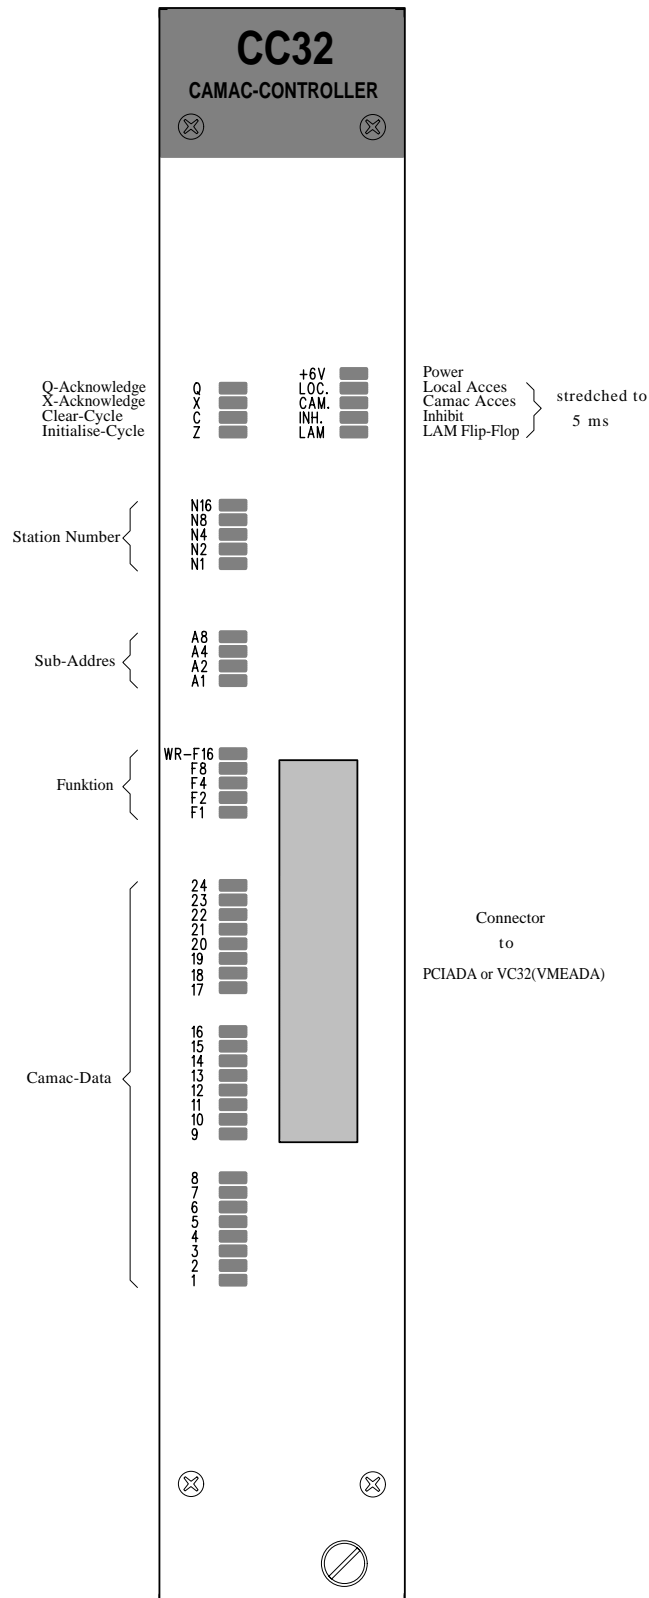 CC32
CAMAC-CONTROLLER
+6V Power
Q-Acknowledge Q LOC. Local Acces
X-Acknowledge X CAM. Camac Acces
Clear-Cycle C INH. Inhibit
Initialise-Cycle Z LAM LAM Flip-Flop
stredched to
5 ms
Station Number
N16
N8
N4
N2
N1
Sub-Addres
A8
A4
A2
A1
Funktion
WR-F16
F8
F4
F2
F1
Camac-Data
24
23
22
21
20
19
18
17
16
15
14
13
12
11
10
9
8
7
6
5
4
3
2
1
Connector
to
PCIADA or VC32(VMEADA)